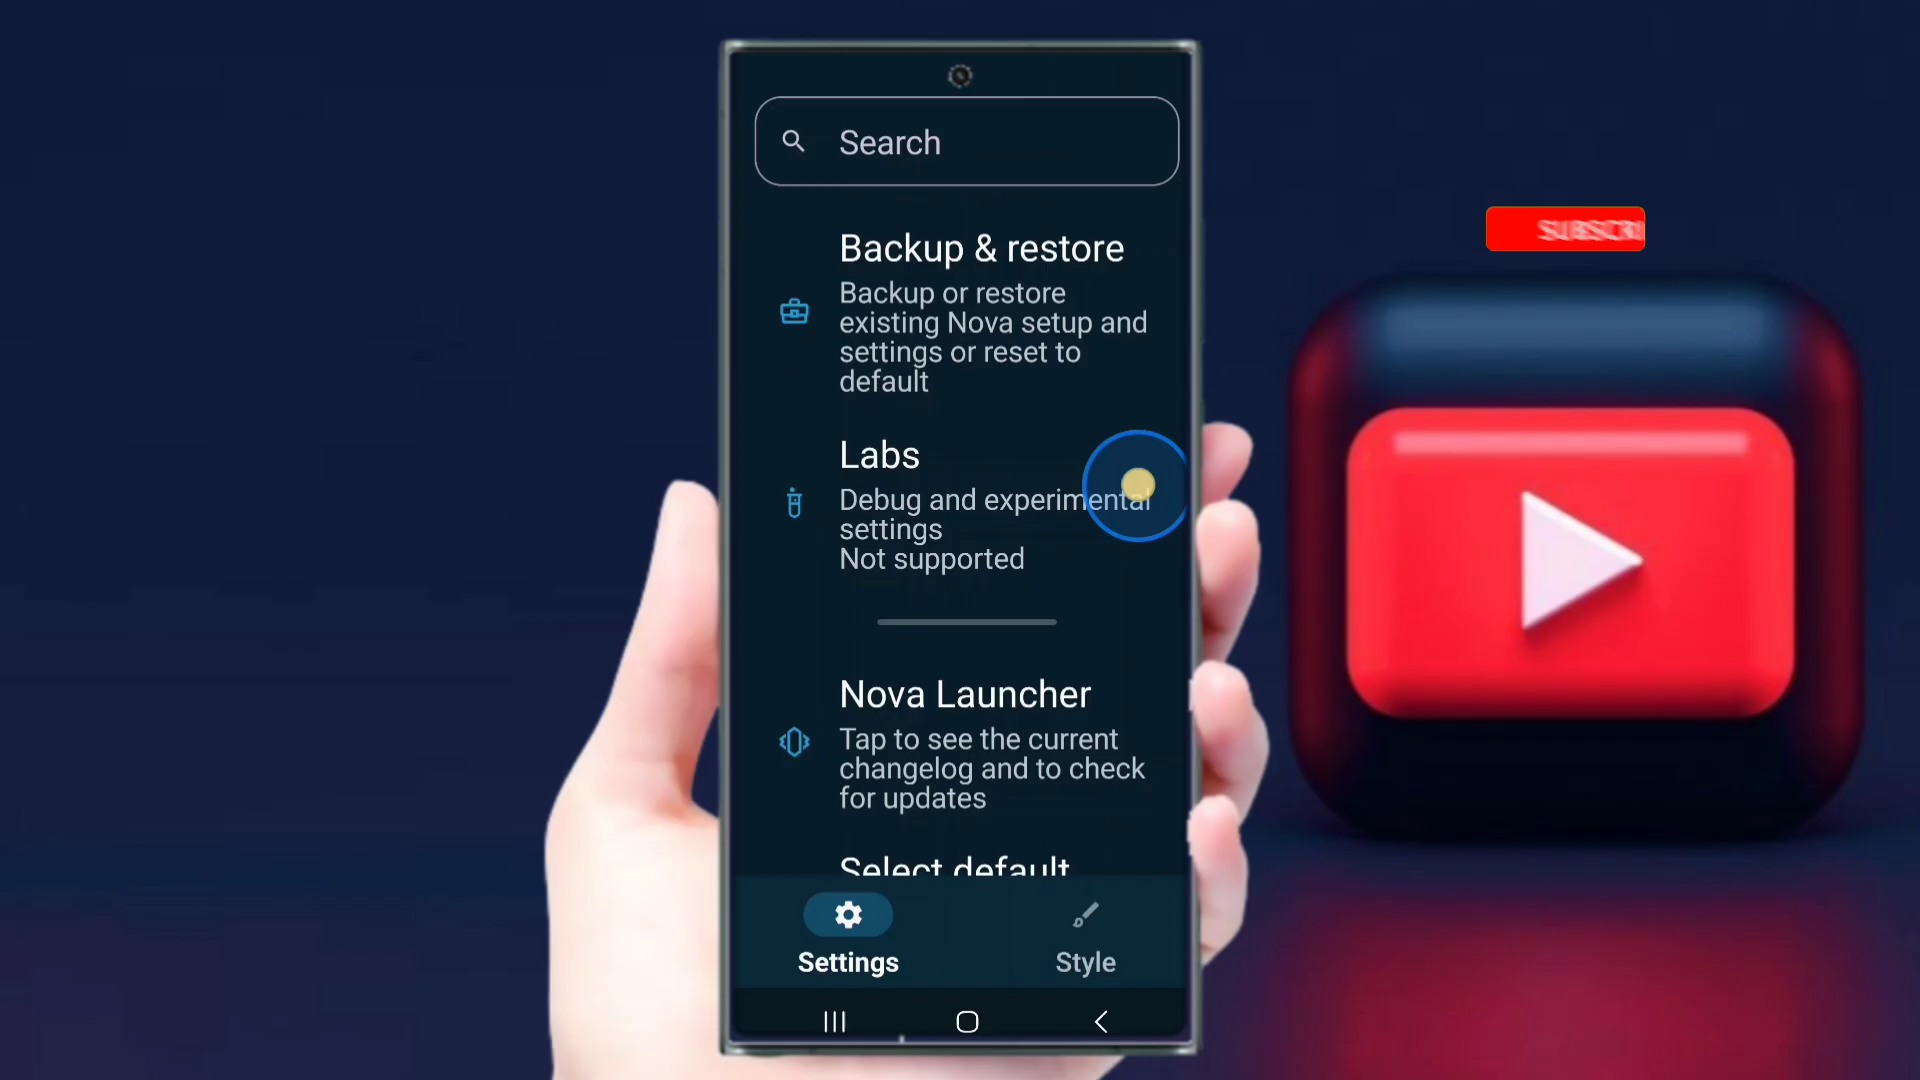 Search
Backup & restore
Backup or restore
existing Nova setup and
settings or reset to
default
SUBSCRI
Labs
Debug and experimental
settings
Not supported
Nova Launcher
Tap to see the current
changelog and to check
for updates
Select default
Settings
Style